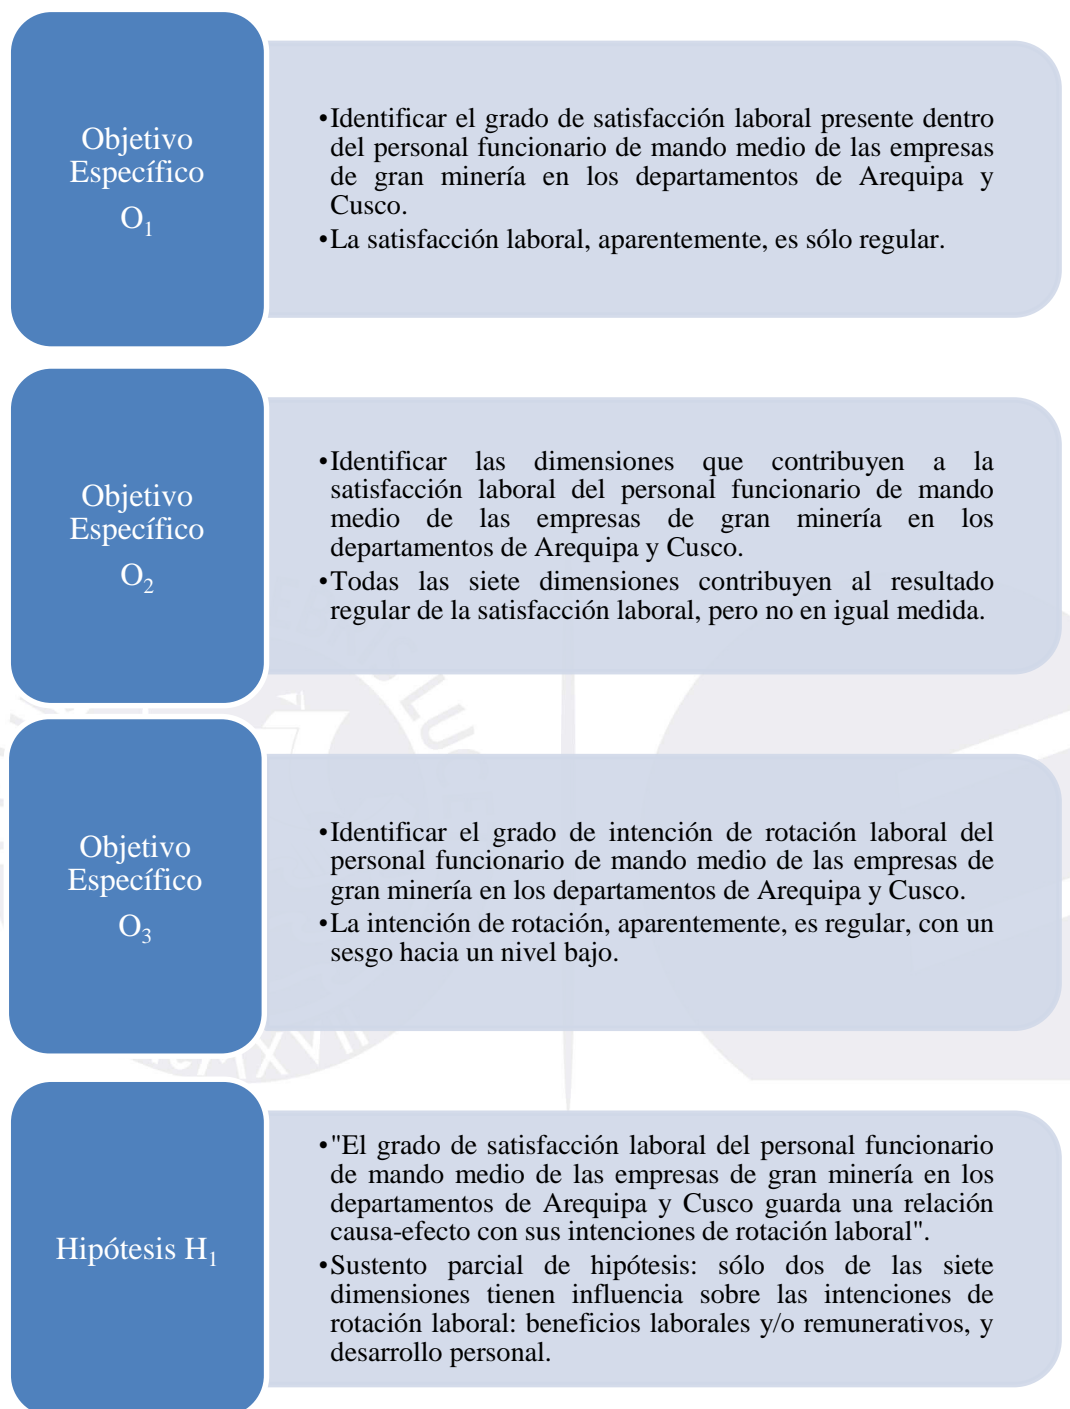 Objetivo
Específico
O₁
•Identificar el grado de satisfacción laboral presente dentro
del personal funcionario de mando medio de las empresas
de gran minería en los departamentos de Arequipa y
Cusco.
•La satisfacción laboral, aparentemente, es sólo regular.
Objetivo
Específico
O₂
•Identificar las dimensiones que contribuyen a la
satisfacción laboral del personal funcionario de mando
medio de las empresas de gran minería en los
departamentos de Arequipa y Cusco.
•Todas las siete dimensiones contribuyen al resultado
regular de la satisfacción laboral, pero no en igual medida.
Objetivo
Específico
O₃
•Identificar el grado de intención de rotación laboral del
personal funcionario de mando medio de las empresas de
gran minería en los departamentos de Arequipa y Cusco.
•La intención de rotación, aparentemente, es regular, con un
sesgo hacia un nivel bajo.
Hipótesis H₁
•"El grado de satisfacción laboral del personal funcionario
de mando medio de las empresas de gran minería en los
departamentos de Arequipa y Cusco guarda una relación
causa-efecto con sus intenciones de rotación laboral".
•Sustento parcial de hipótesis: sólo dos de las siete
dimensiones tienen influencia sobre las intenciones de
rotación laboral: beneficios laborales y/o remunerativos, y
desarrollo personal.